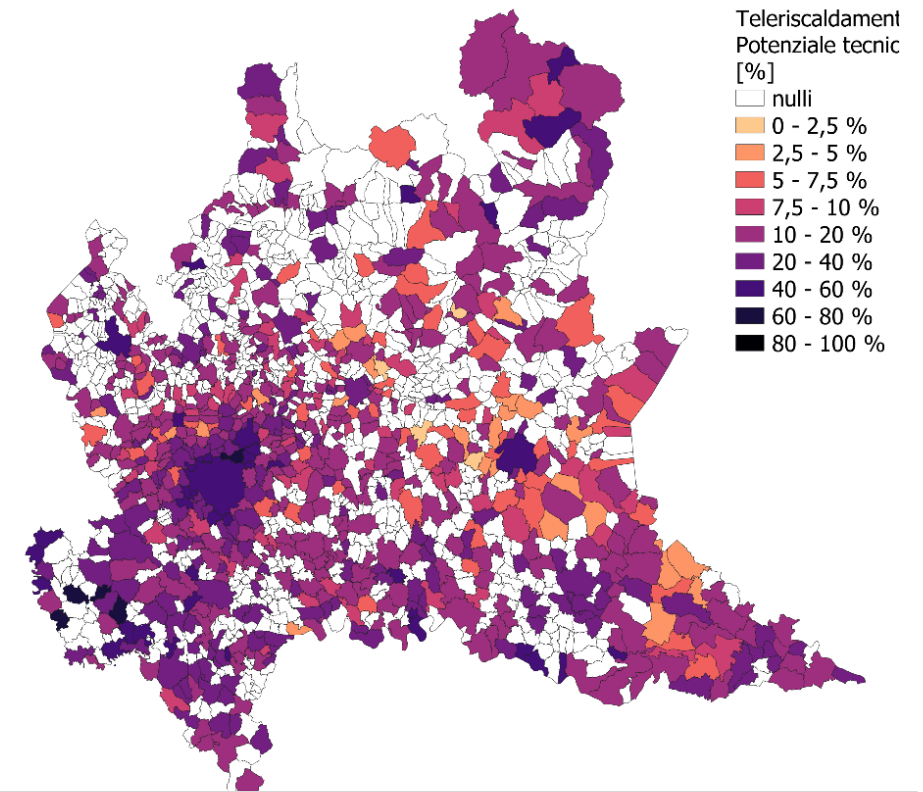 Teleriscaldament
Potenziale tecnic
[%]
nulli
0 - 2,5 %
2,5 - 5 %
5 - 7,5 %
7,5 - 10 %
10 - 20 %
20 - 40 %
40 - 60 %
60 - 80 %
80 - 100 %